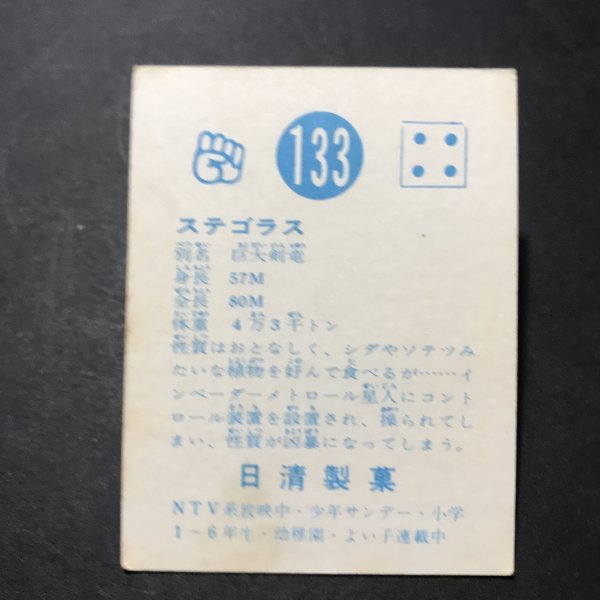 133
ステゴラス
別名 巨大剣竜
身長 57M
全長 80M
体重 4万3千トン
性質はおとなしく、シダやソテツみ
たいな植物を好んで食べるが……イ
ンベーダーメトロール星人にコント
ロール装置を設置され、操られてし
まい、性質が凶暴になってしまう。
日清製菓
NTV系放映中・少年サンデー・小学
1~6年生・幼稚園・よい子連載中